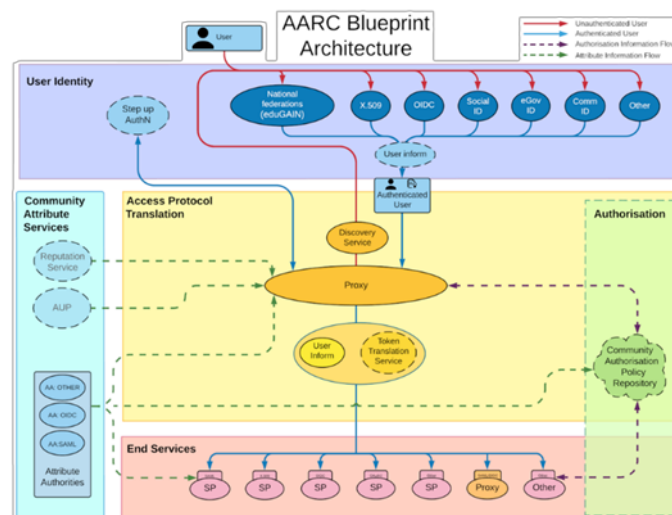 AARC Blueprint
Architecture
User
Unauthenticated User
Authenticated User
Authorisation Information Flow
Attribute Information Flow
User Identity
Step up
AuthN
National
federations
(eduGAIN)
X.509
OIDC
Social
ID
eGov
ID
Comm
ID
Other
User inform
Authenticated
User
Community
Attribute
Services
Access Protocol
Translation
Authorisation
Reputation
Service
Discovery
Service
AUP
Proxy
User
Inform
Token
Translation
Service
Community
Authorisation
Policy
Repository
AA: OTHER
AA: OIDC
AA:SAML
Attribute
Authorities
End Services
SP
SP
SP
SP
SP
Proxy
Other